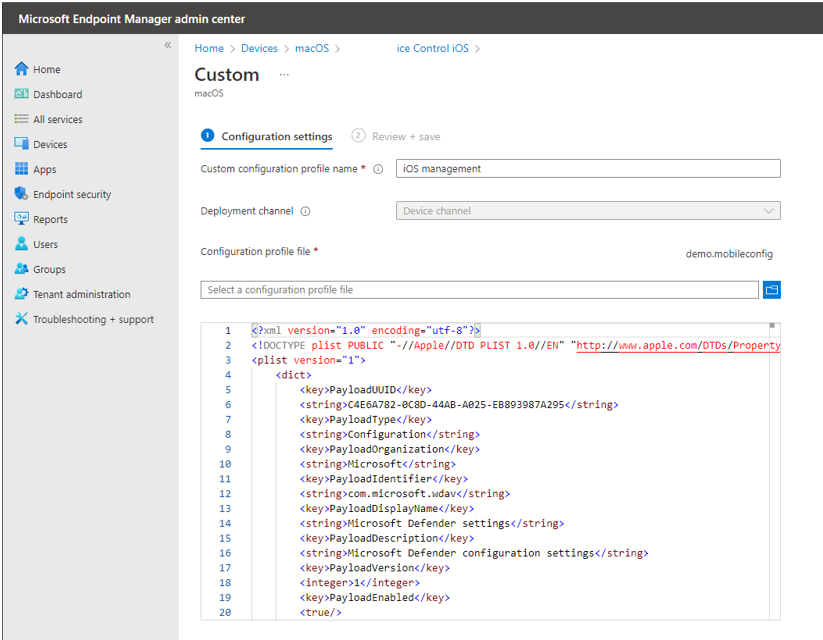 Microsoft Endpoint Manager admin center
«
Home > Devices > macOS > ice Control iOS >
Home
Dashboard
All services
Devices
Apps
Endpoint security
Reports
Users
Groups
Tenant administration
Troubleshooting + support
Custom ...
macOS
1 Configuration settings 2 Review + save
Custom configuration profile name * iOS management
Deployment channel Device channel
Configuration profile file *
demo.mobileconfig
Select a configuration profile file
1 <?xml version="1.0" encoding="utf-8"?>
2 <!DOCTYPE plist PUBLIC "-//Apple//DTD PLIST 1.0//EN" "http://www.apple.com/DTDs/Property
3 <plist version="1">
4 <dict>
5 <key>PayloadUUID</key>
6 <string>C4E6A782-0C8D-44AB-A025-EB893987A295</string>
7 <key>PayloadType</key>
8 <string>Configuration</string>
9 <key>PayloadOrganization</key>
10 <string>Microsoft</string>
11 <key>PayloadIdentifier</key>
12 <string>com.microsoft.wdav</string>
13 <key>PayloadDisplayName</key>
14 <string>Microsoft Defender settings</string>
15 <key>PayloadDescription</key>
16 <string>Microsoft Defender configuration settings</string>
17 <key>PayloadVersion</key>
18 <integer>1</integer>
19 <key>PayloadEnabled</key>
20 <true/>